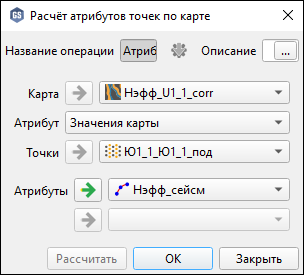 GS Расчёт атрибутов точек по карте
Название операции Атриб Описание ...
Карта Нэфф_U1_1_corr
Атрибут Значения карты
Точки Ю1_1_Ю1_1_под
Атрибуты Нэфф_сейсм
Рассчитать ОК Закрыть